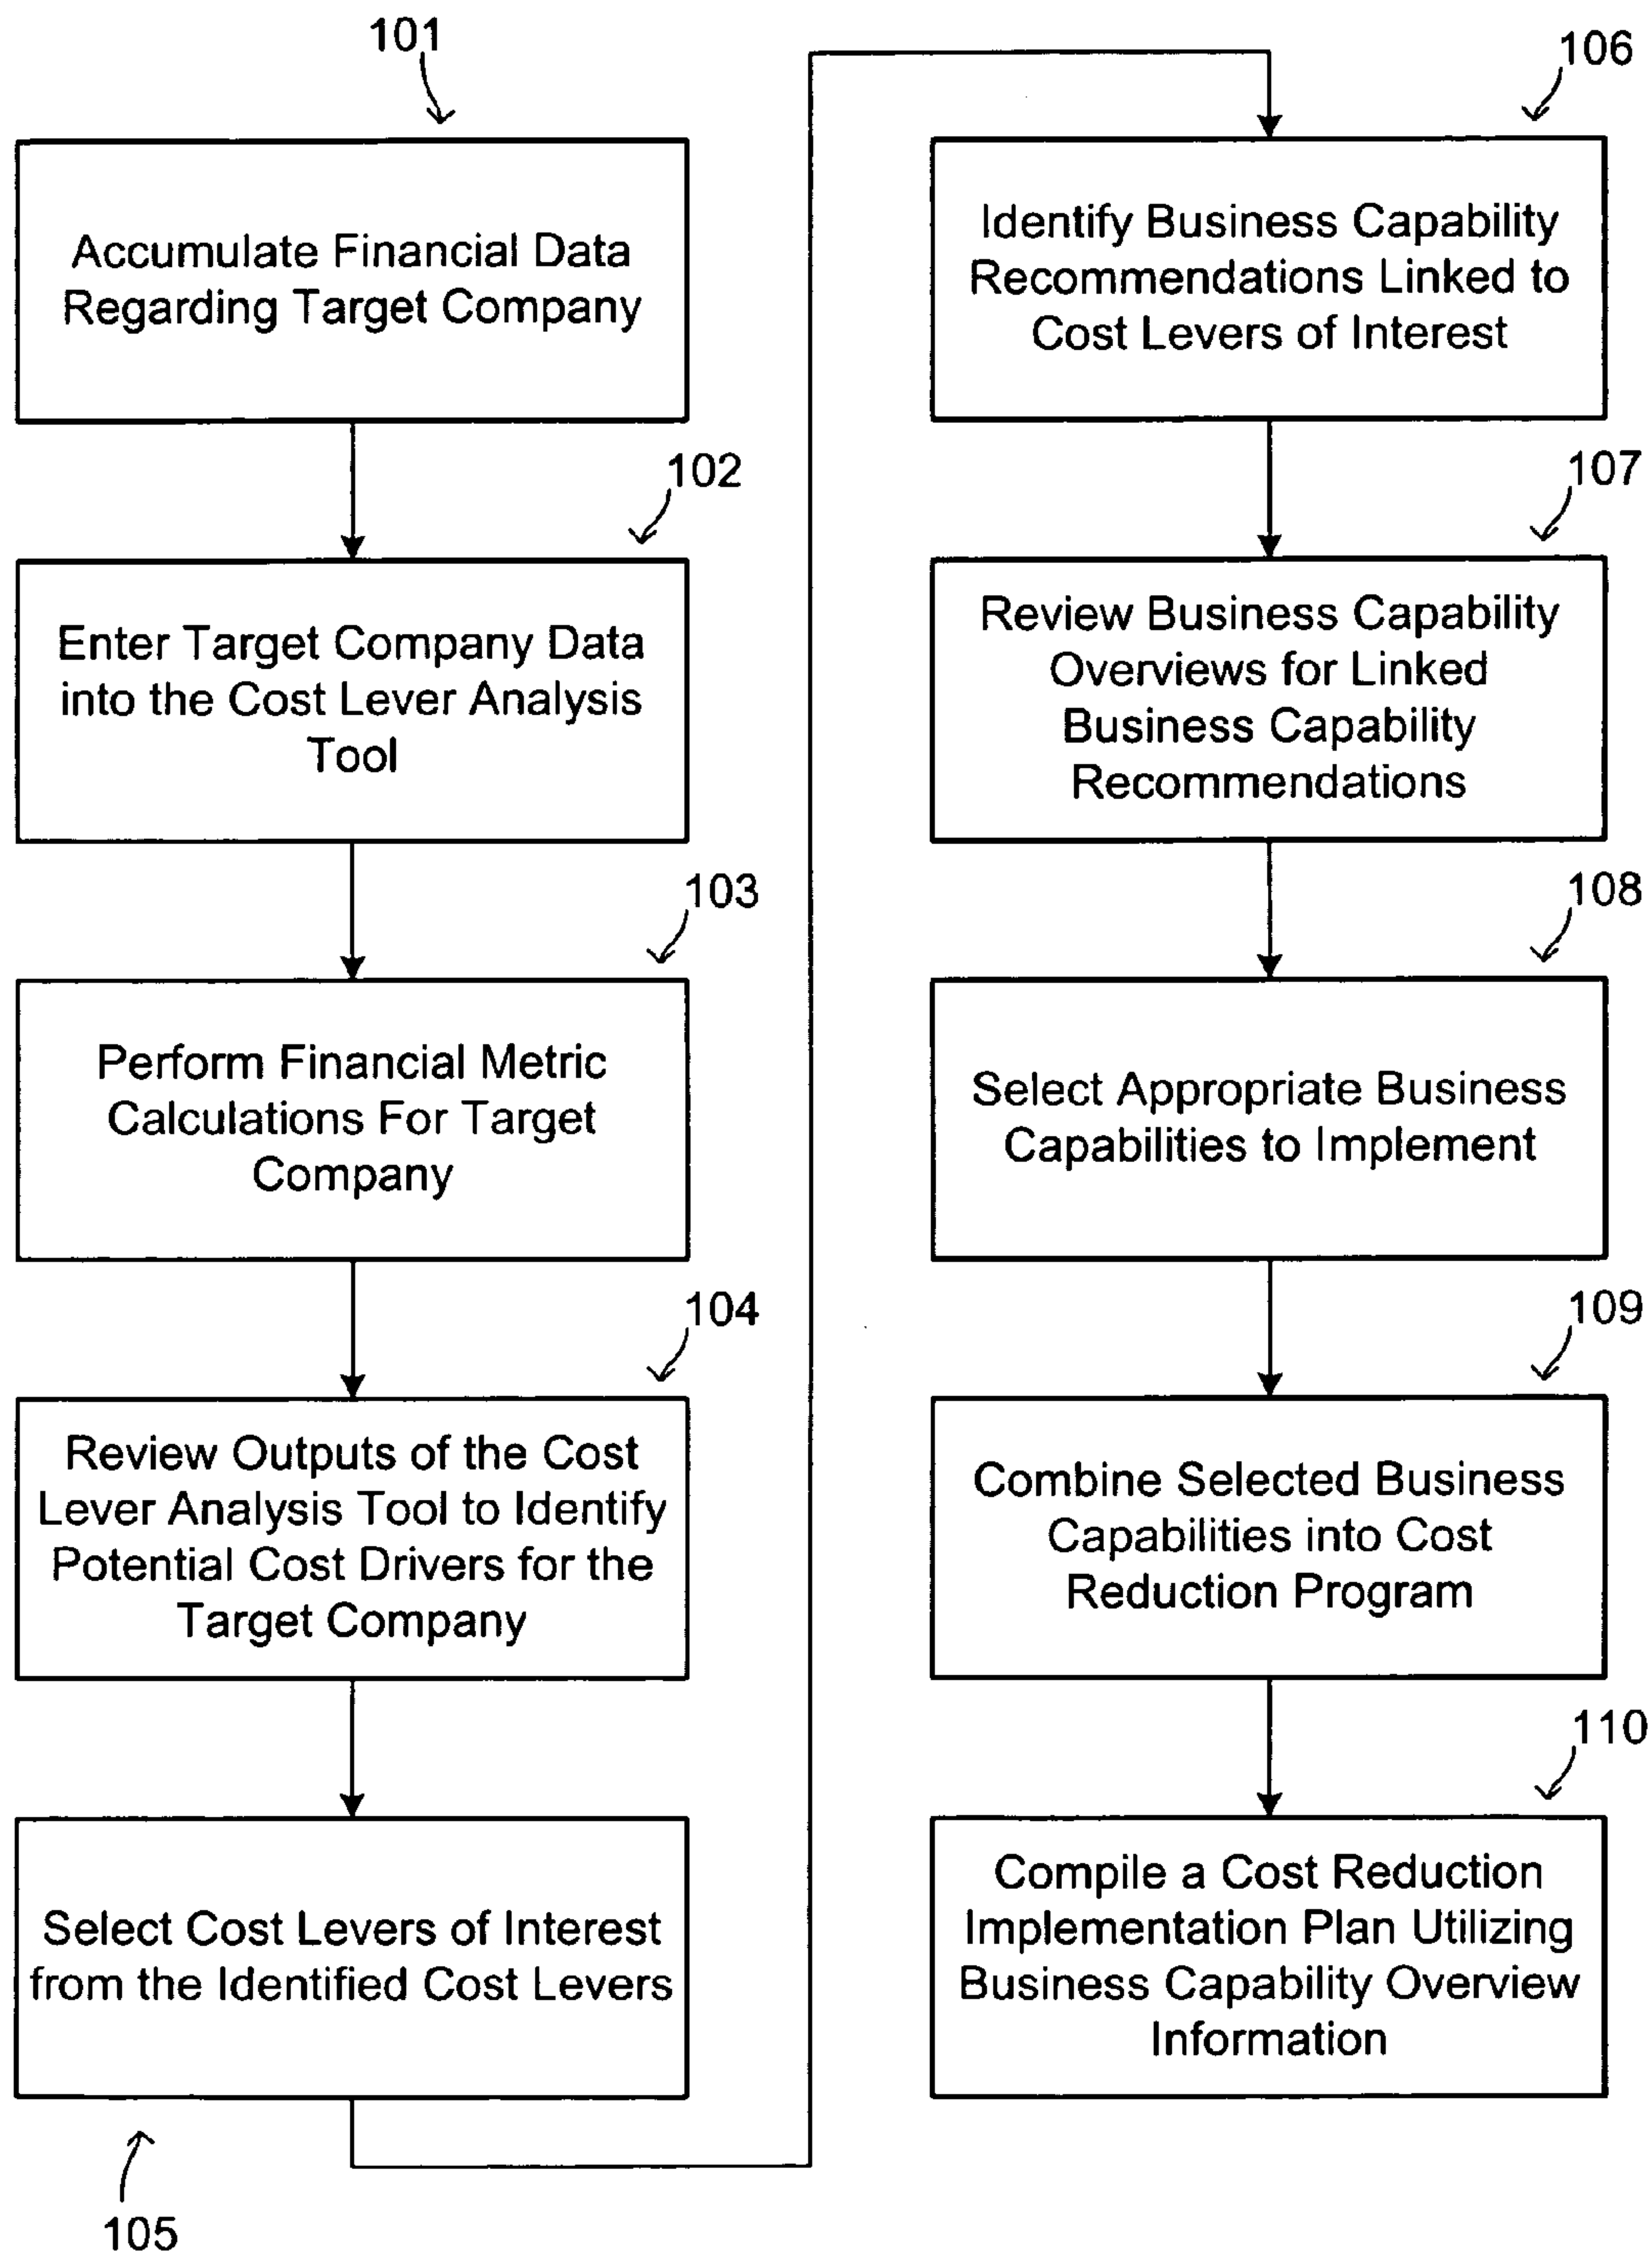 101
Accumulate Financial Data
Regarding Target Company
102
Enter Target Company Data
into the Cost Lever Analysis
Tool
103
Perform Financial Metric
Calculations For Target
Company
104
Review Outputs of the Cost
Lever Analysis Tool to Identify
Potential Cost Drivers for the
Target Company
Select Cost Levers of Interest
from the Identified Cost Levers
105
106
Identify Business Capability
Recommendations Linked to
Cost Levers of Interest
107
Review Business Capability
Overviews for Linked
Business Capability
Recommendations
108
Select Appropriate Business
Capabilities to Implement
109
Combine Selected Business
Capabilities into Cost
Reduction Program
110
Compile a Cost Reduction
Implementation Plan Utilizing
Business Capability Overview
Information